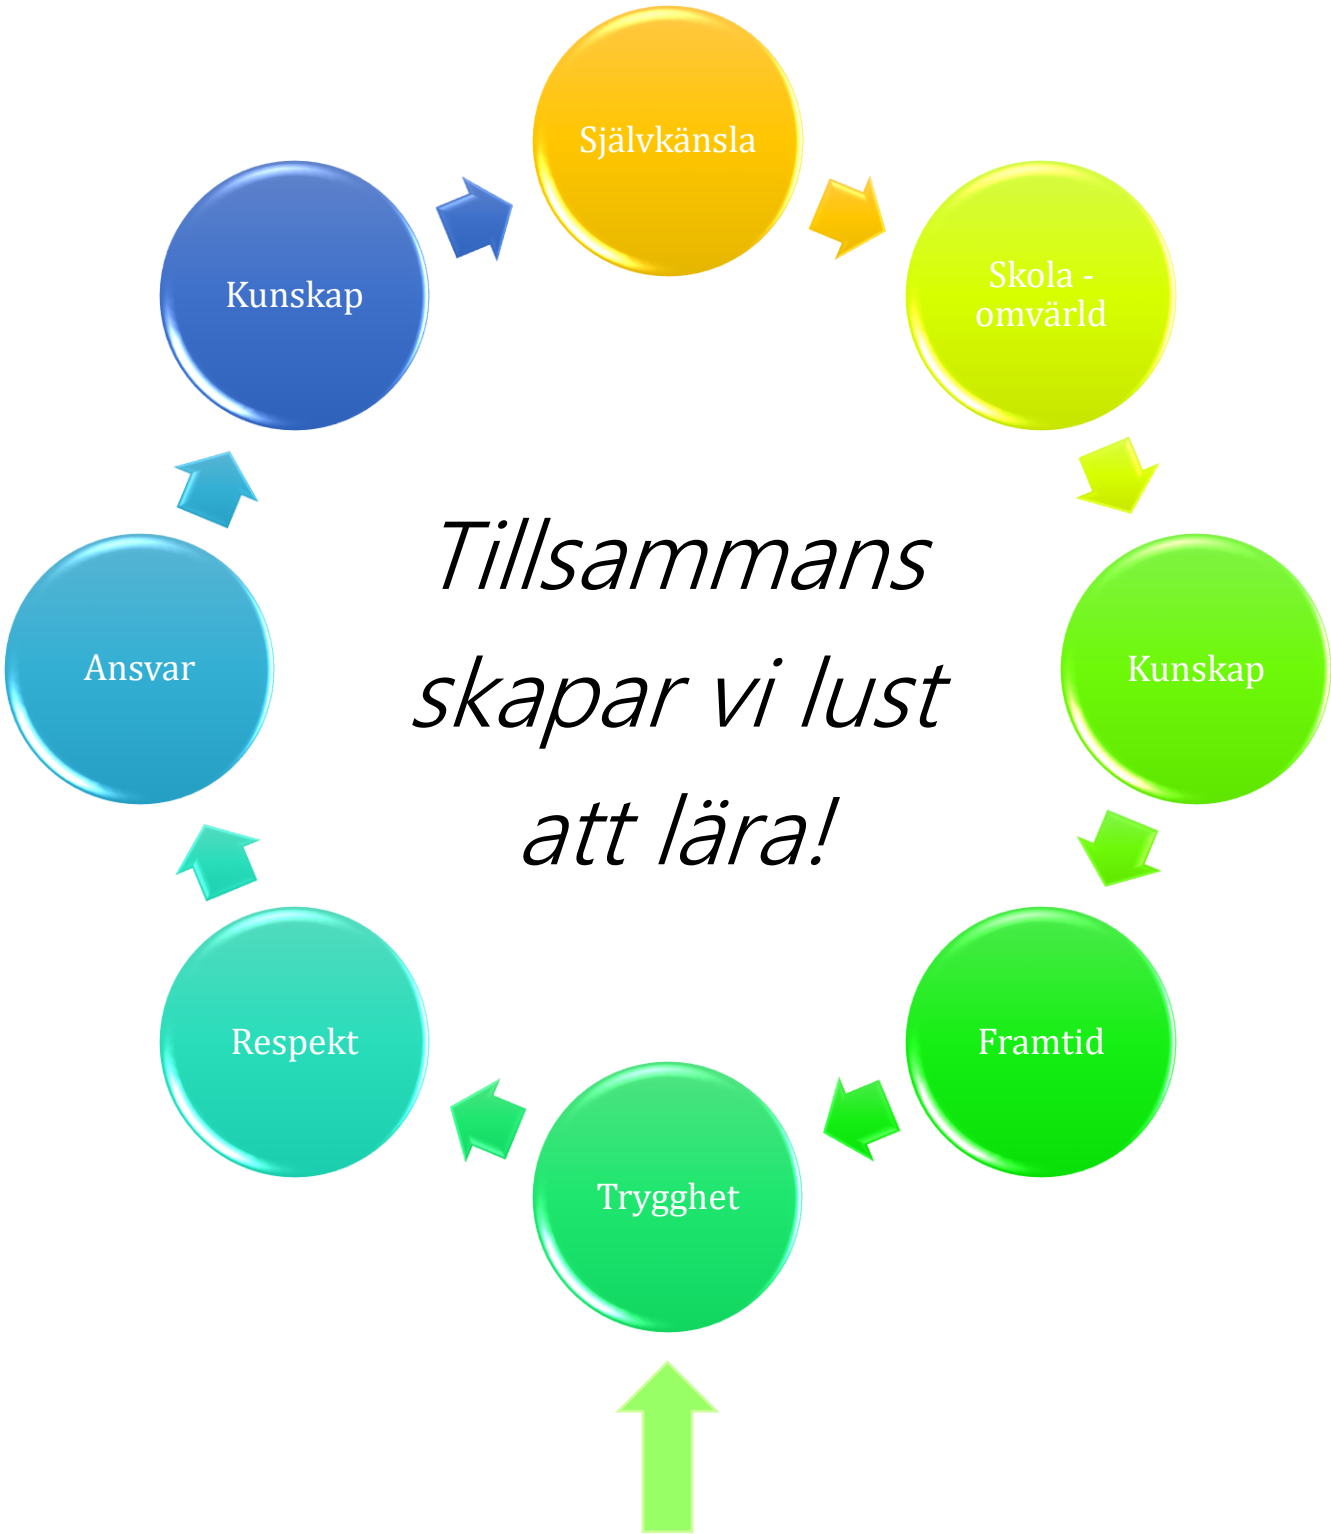 Självkänsla
Skola -
omvärld
Kunskap
Framtid
Trygghet
Respekt
Ansvar
Kunskap
Tillsammans
skapar vi lust
att lära!